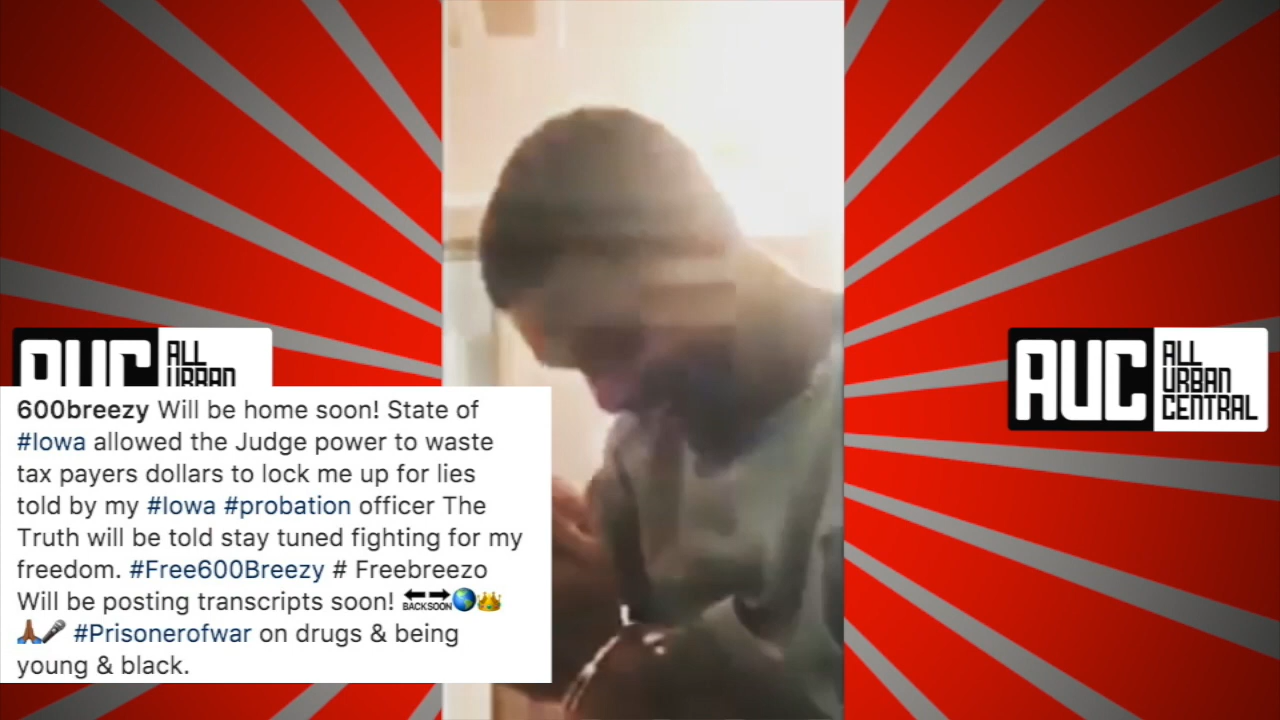 AUC ALL
URBAN
600breezy Will be home soon! State of
#Iowa allowed the Judge power to waste
tax payers dollars to lock me up for lies
told by my #Iowa #probation officer The
Truth will be told stay tuned fighting for my
freedom. #Free600Breezy # Freebreezo
Will be posting transcripts soon! 🔙🔜🌎👑
🙏🏾🎤 #Prisonerofwar on drugs & being
young & black.
AUC ALL
URBAN
CENTRAL